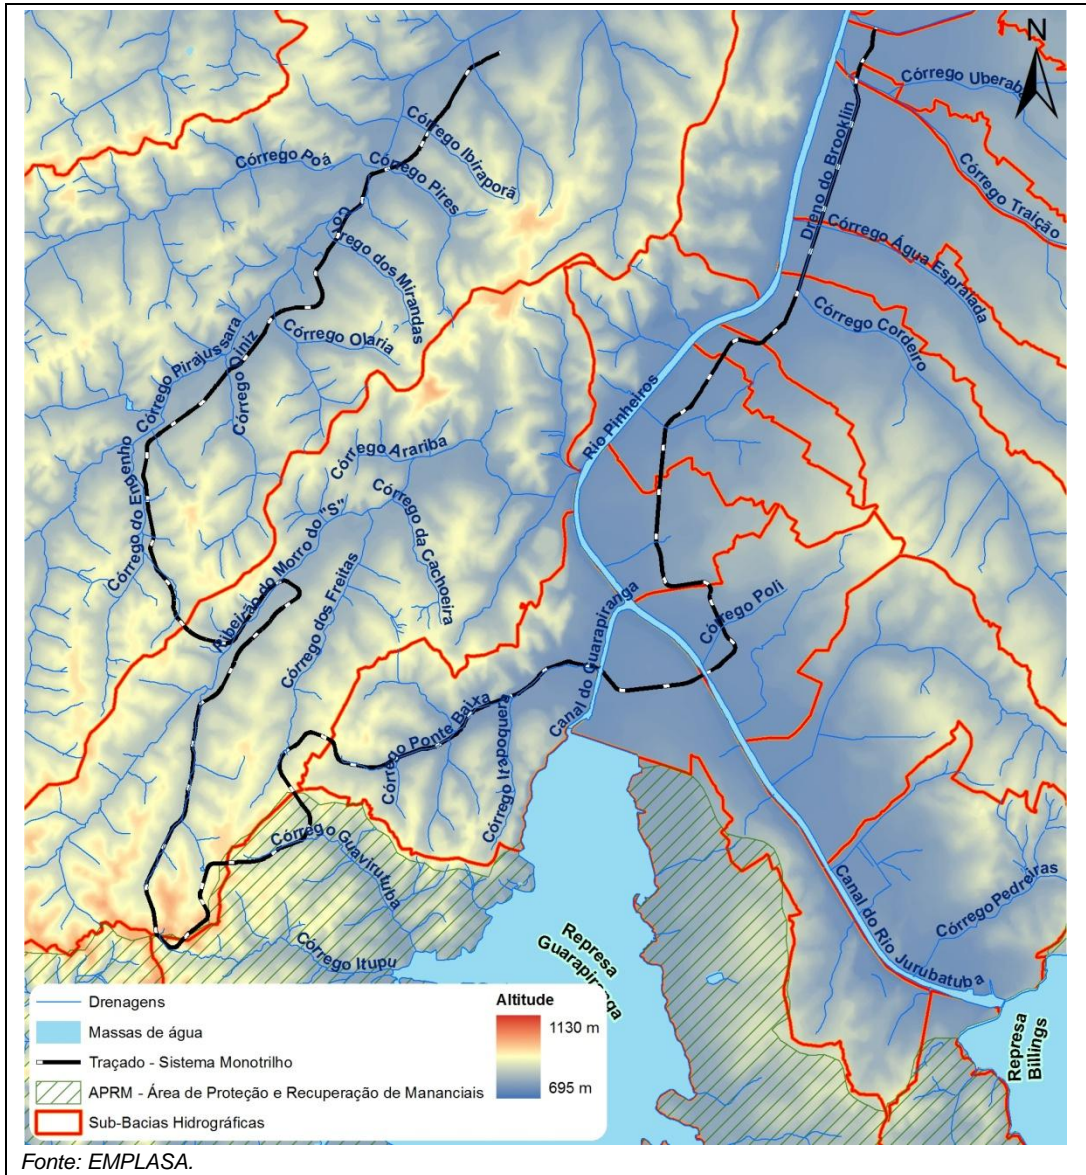 N
Córrego Uberab
Córrego Ibiraporã
Dreno do Brooklin
Córrego Poá
Córrego Pires
Córrego Traição
Córrego dos Mirandas
Córrego Água Espraiada
Córrego Pirajussara
Córrego Diniz
Córrego Olaria
Córrego Cordeiro
Rio Pinheiros
Córrego do Engenho
Córrego Arariba
Ribeirão do Morro do "S"
Córrego da Cachoeira
Córrego dos Freitas
Canal do Guarapiranga
Córrego Poli
Córrego Ponte Baixa
Córrego Itapobanera
Córrego Guavirutuba
Córrego Itupu
Represa
Guarapiranga
Canal do Rio Jurubatuba
Córrego Pedreiras
Represa
Billings
Drenagens
Massas de água
Traçado - Sistema Monotrilho
APRM - Área de Proteção e Recuperação de Mananciais
Sub-Bacias Hidrográficas
Altitude
1130 m
695 m
Fonte: EMPLASA.